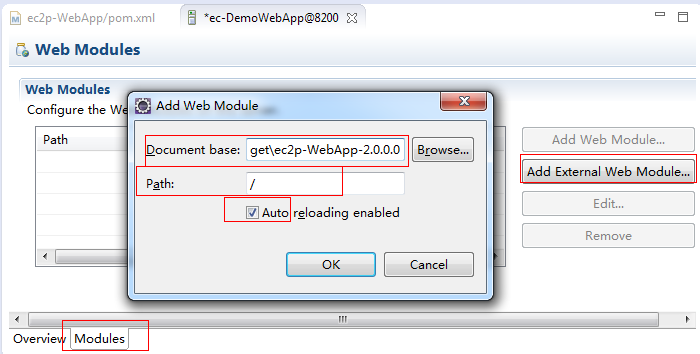 ec2p-WebApp/pom.xml
*ec-DemoWebApp@8200
Web Modules
Web Modules
Configure the We
Path
Add Web Module
Document base:
get\ec2p-WebApp-2.0.0.0
Browse...
Path:
/
Auto reloading enabled
OK
Cancel
Add Web Module...
Add External Web Module...
Edit...
Remove
Overview
Modules